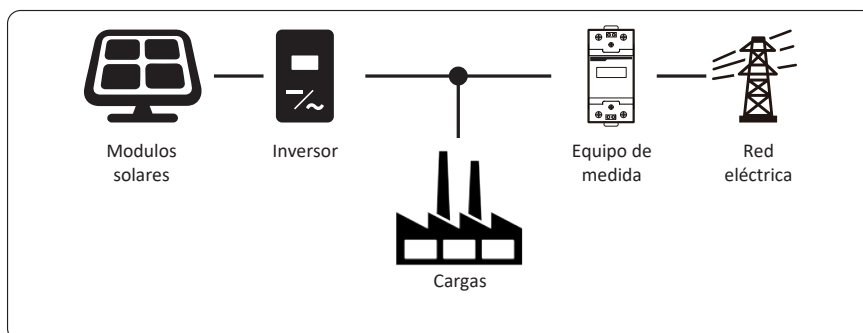 Modulos
solares
Inversor
Equipo de
medida
Red
eléctrica
Cargas